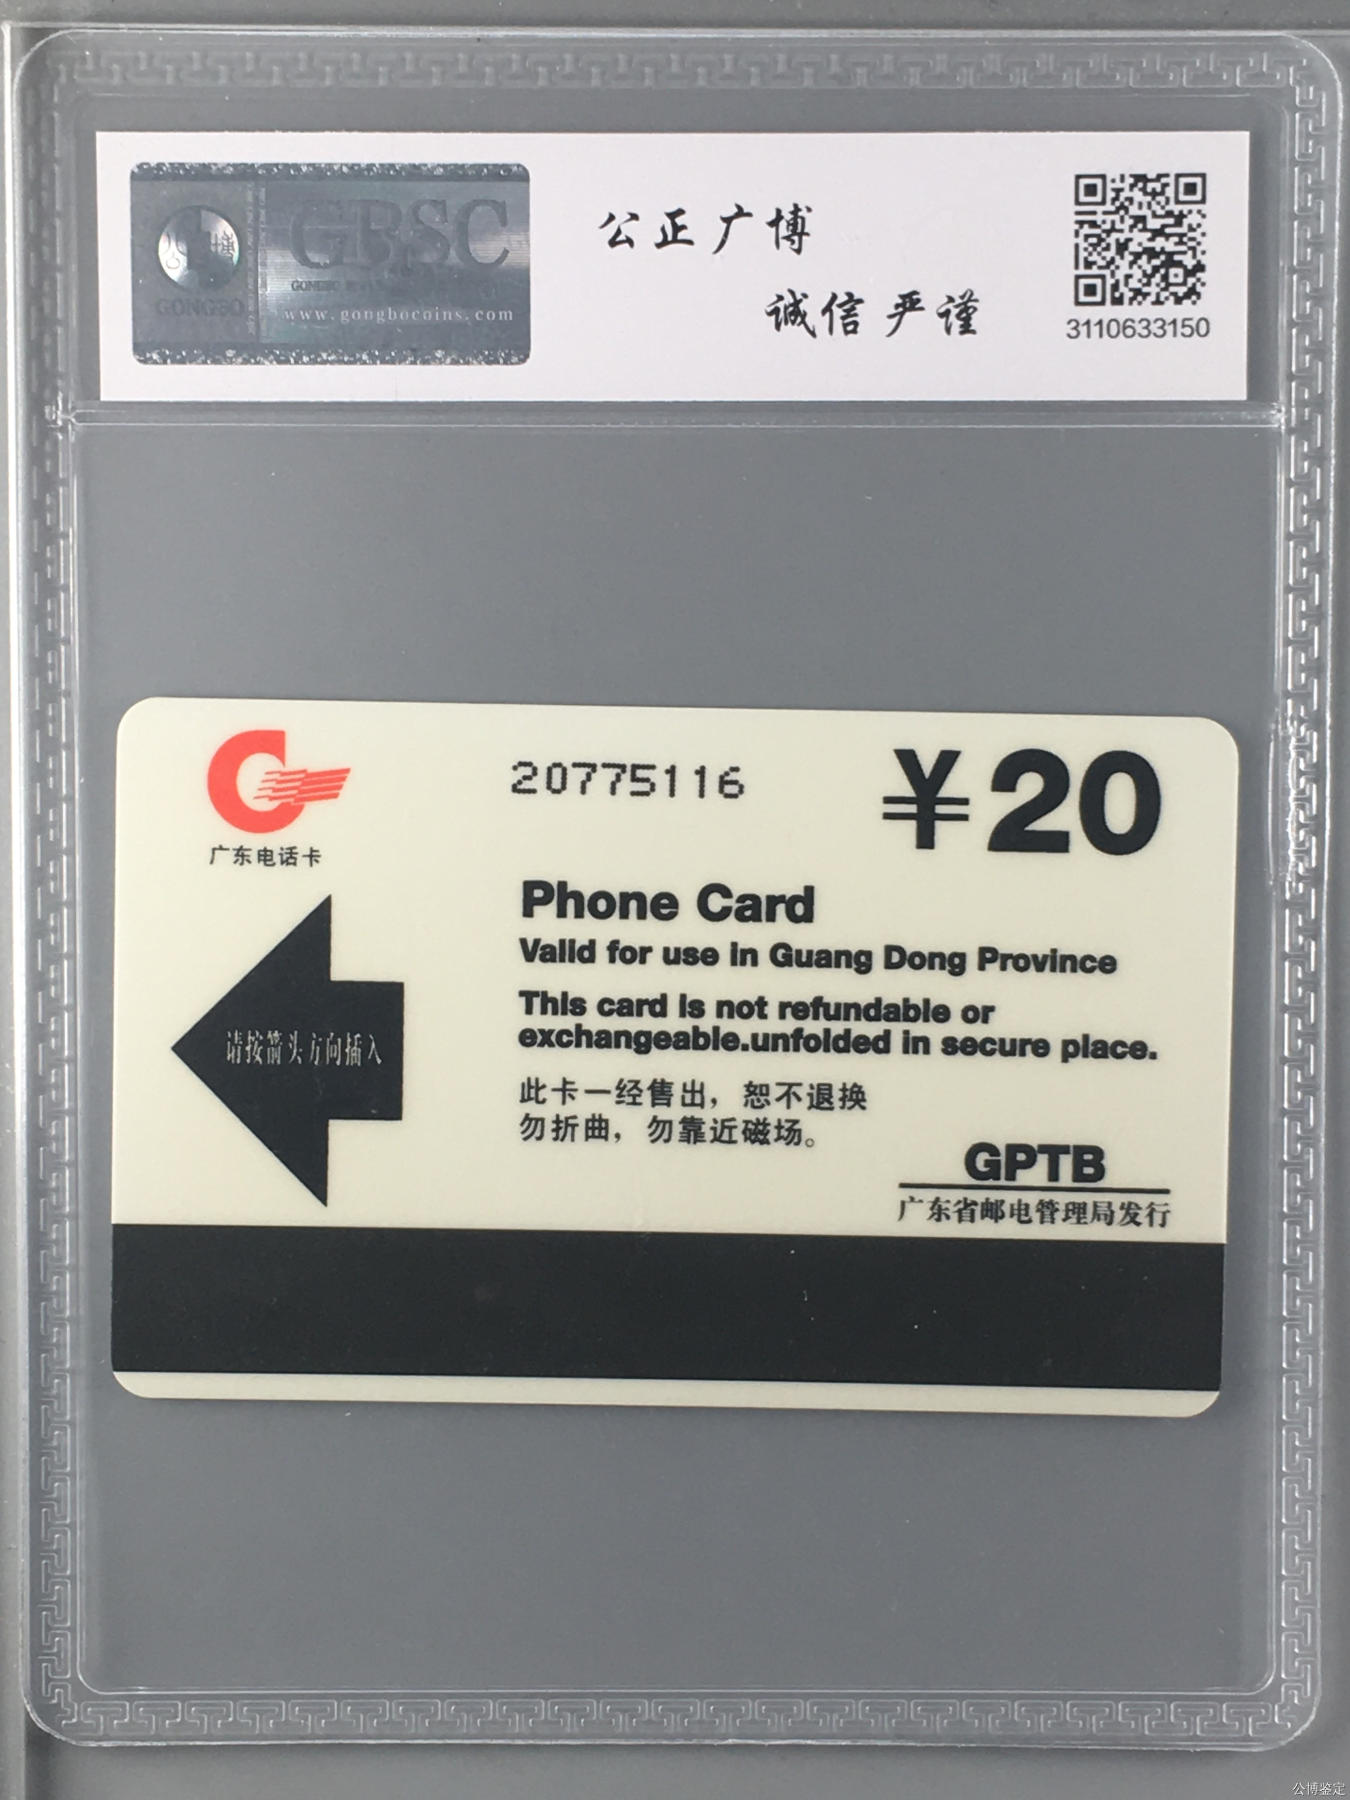 GBSC
GONGBO
www.gongbocoins.com
公正广博
诚信严谨
3110633150
广东电话卡
20775116
¥20
Phone Card
Valid for use in Guang Dong Province
This card is not refundable or
exchangeable.unfolded in secure place.
请按箭头方向插入
此卡一经售出，恕不退换
勿折曲，勿靠近磁场。
GPTB
广东省邮电管理局发行
公博鉴定